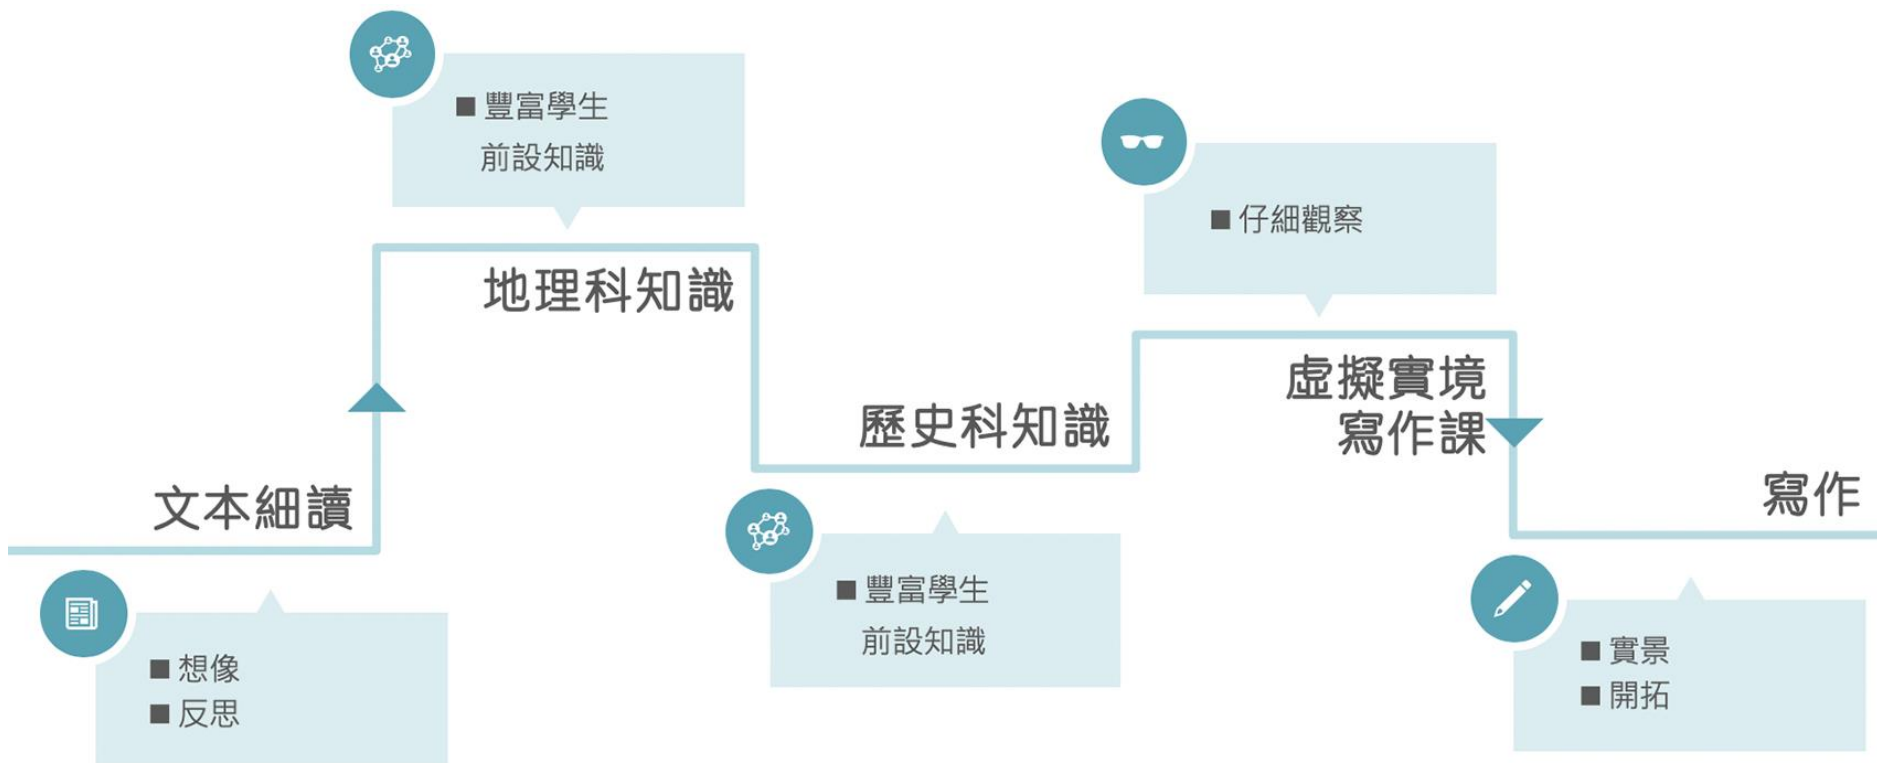 文本細讀
■ 想像
■ 反思
地理科知識
■ 豐富學生
前設知識
歷史科知識
■ 豐富學生
前設知識
虛擬實境
寫作課
■ 仔細觀察
寫作
■ 實景
■ 開拓